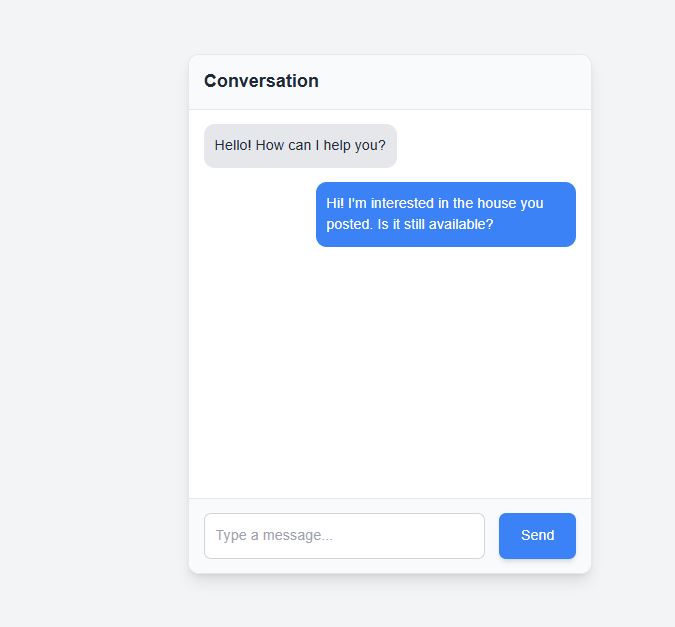 Conversation
Hello! How can I help you?
Hi! I'm interested in the house you
posted. Is it still available?
Type a message...
Send